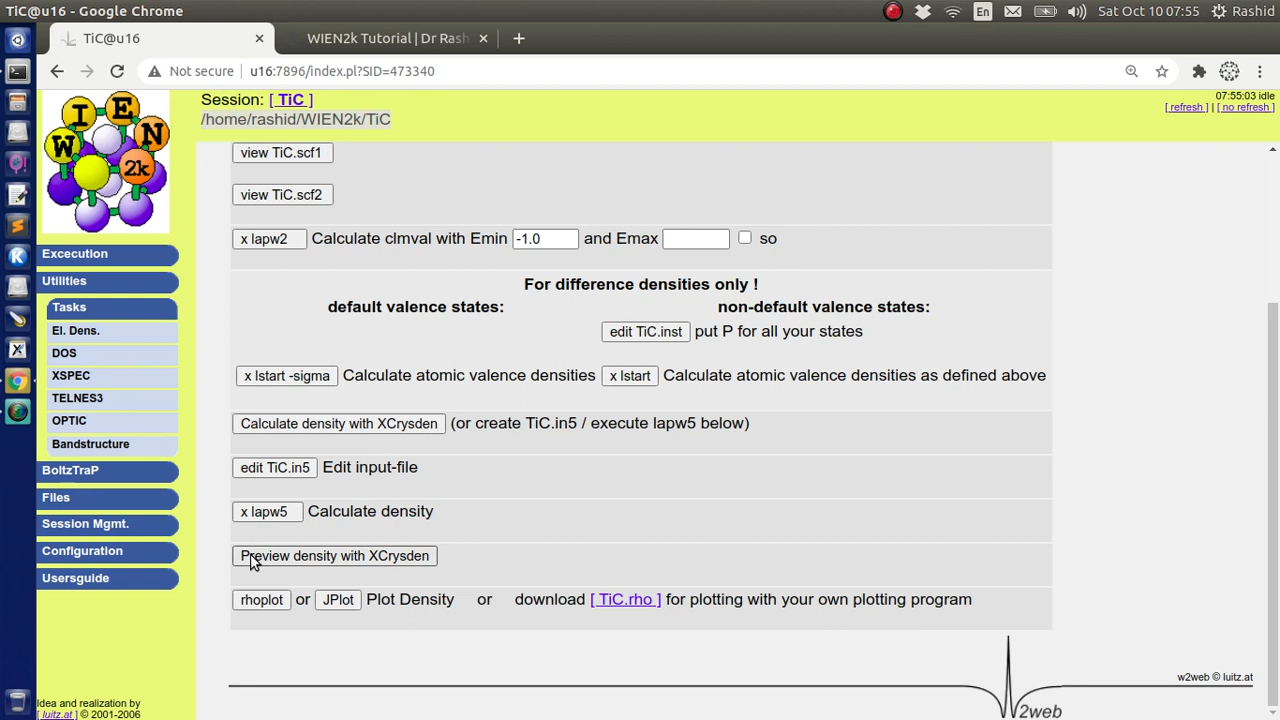 TiC@u16 - Google Chrome
En
Sat Oct 10 07:55
Rashid
TiC@u16
WIEN2k Tutorial | Dr Rash
Not secure
u16:7896/index.pl?SID=473340
WIEN
2k
Session: [ TiC ]
/home/rashid/WIEN2k/TiC
07:55:03 idle
[ refresh ] | [ no refresh ]
Excecution
Utilities
Tasks
El. Dens.
DOS
XSPEC
TELNES3
OPTIC
Bandstructure
BoltzTraP
Files
Session Mgmt.
Configuration
Usersguide
Idea and realization by
[ luitz.at ] © 2001-2006
view TiC.scf1
view TiC.scf2
x lapw2 Calculate clmval with Emin -1.0 and Emax so
For difference densities only !
default valence states: non-default valence states:
edit TiC.inst put P for all your states
x lstart -sigma Calculate atomic valence densities x lstart Calculate atomic valence densities as defined above
Calculate density with XCrysden (or create TiC.in5 / execute lapw5 below)
edit TiC.in5 Edit input-file
x lapw5 Calculate density
Preview density with XCrysden
rhoplot or JPlot Plot Density or download [ TiC.rho ] for plotting with your own plotting program
w2web © luitz.at
2web